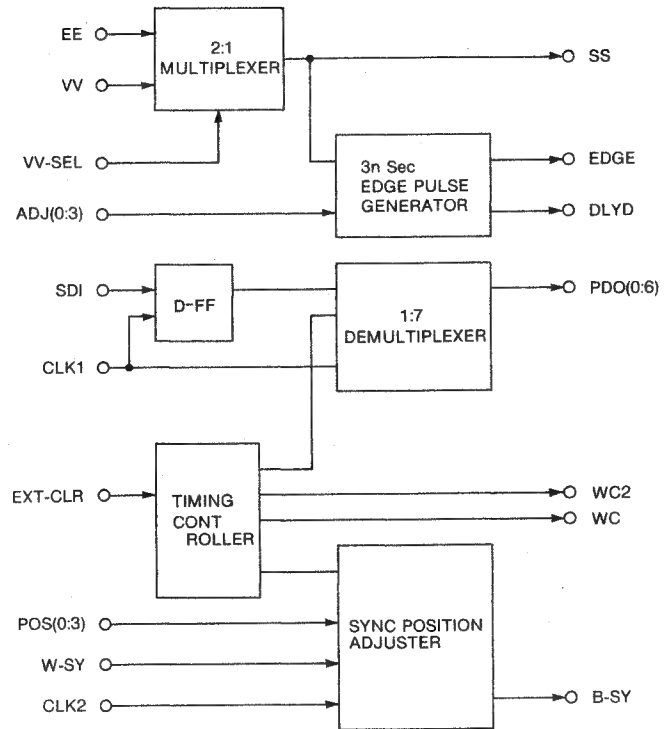 EE
2:1
MULTIPLEXER
SS
VV
VV-SEL
3n Sec
EDGE PULSE
GENERATOR
EDGE
ADJ(0:3)
DLYD
SDI
D-FF
1:7
DEMULTIPLEXER
PDO(0:6)
CLK1
EXT-CLR
TIMING
CONT
ROLLER
WC2
WC
POS(0:3)
SYNC POSITION
ADJUSTER
W-SY
CLK2
B-SY